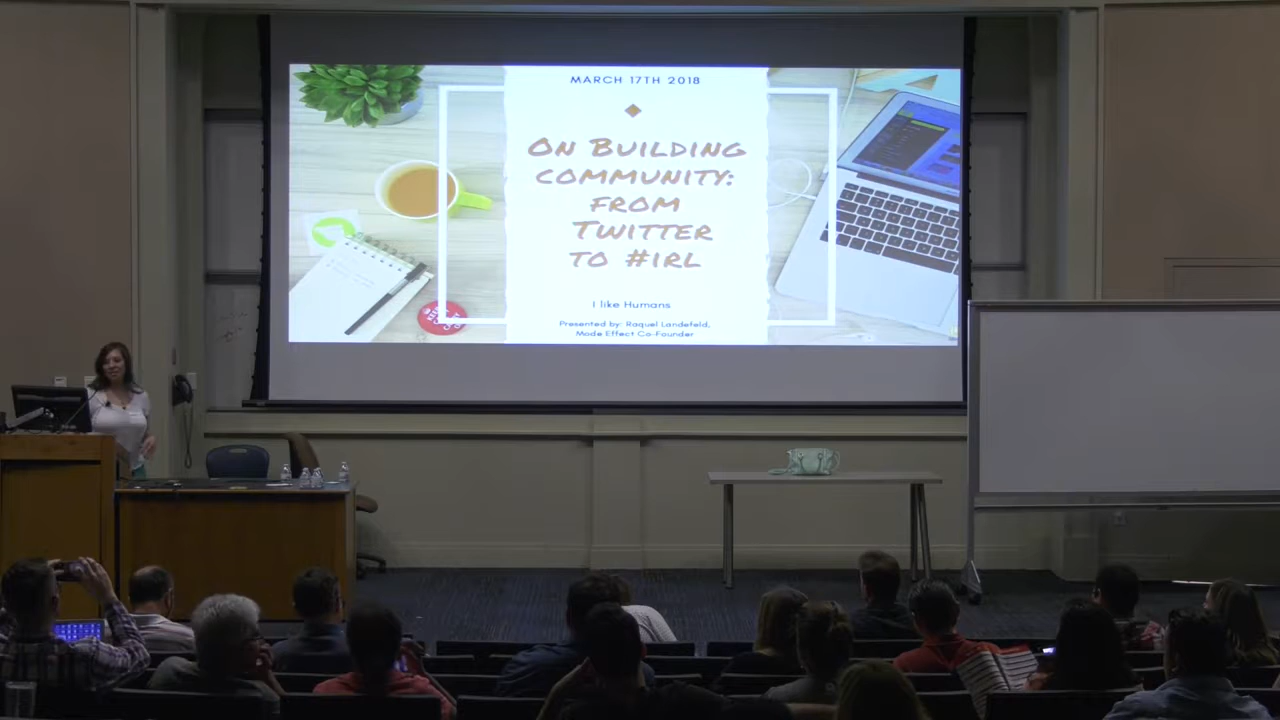 MARCH 17TH 2018
ON BUILDING
COMMUNITY:
FROM
TWITTER
TO #IRL
I like Humans
Presented by: Raquel Landefeld,
Mode Effect Co-Founder